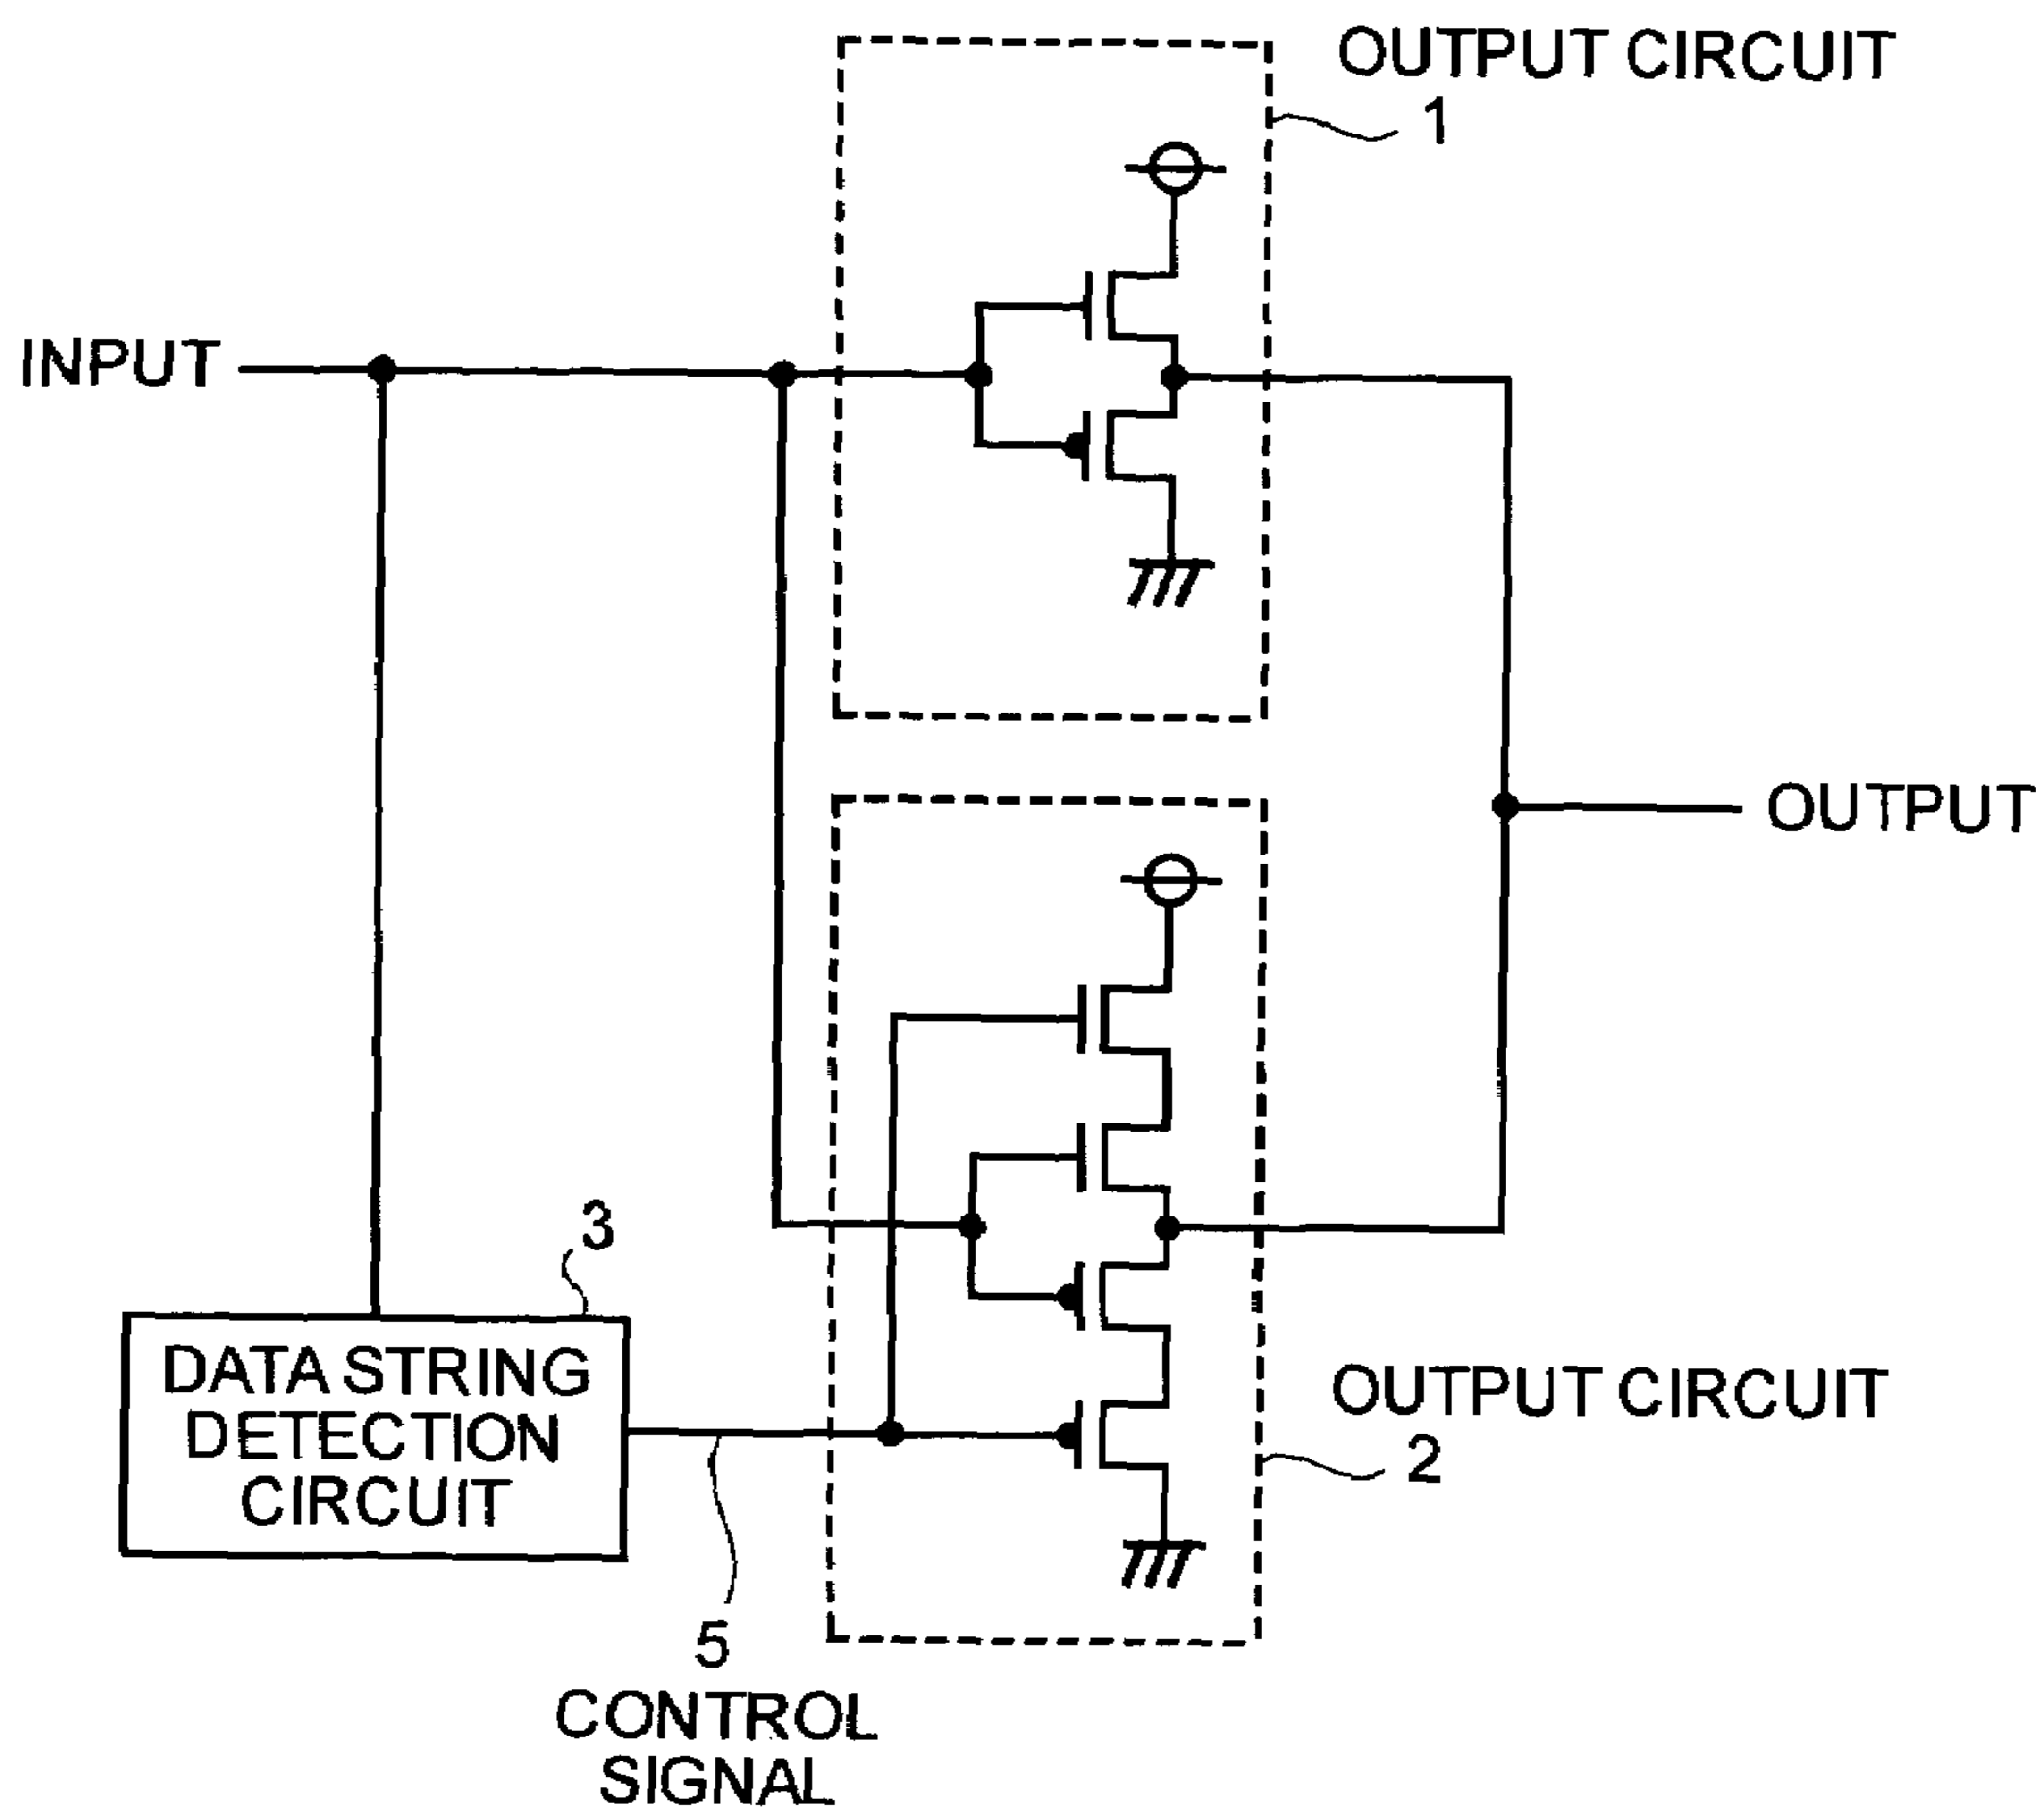 OUTPUT CIRCUIT
1
INPUT
OUTPUT
3
DATA STRING
DETECTION
CIRCUIT
OUTPUT CIRCUIT
2
5
CONTROL
SIGNAL